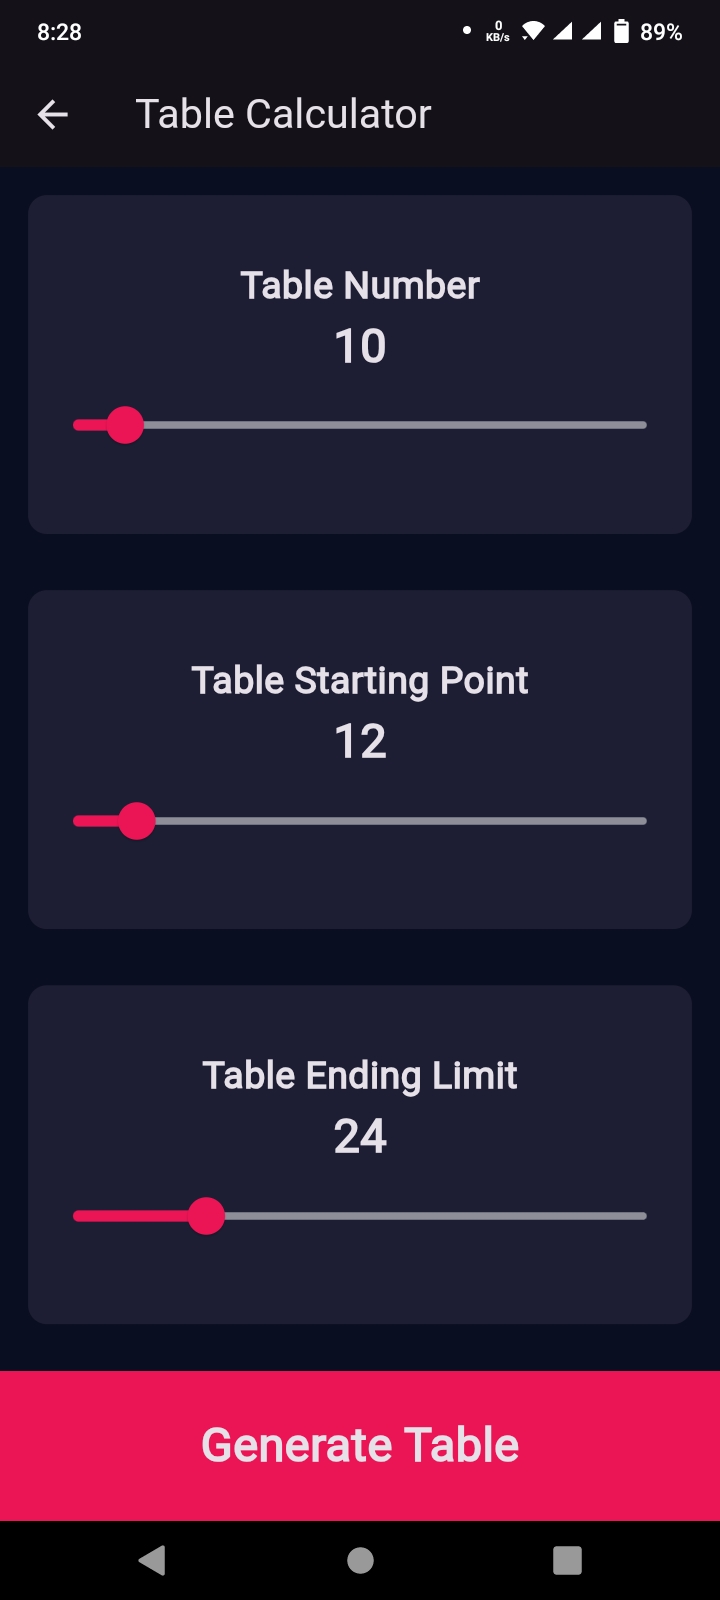 8:28
0
KB/s
89%
Table Calculator
Table Number
10
Table Starting Point
12
Table Ending Limit
24
Generate Table